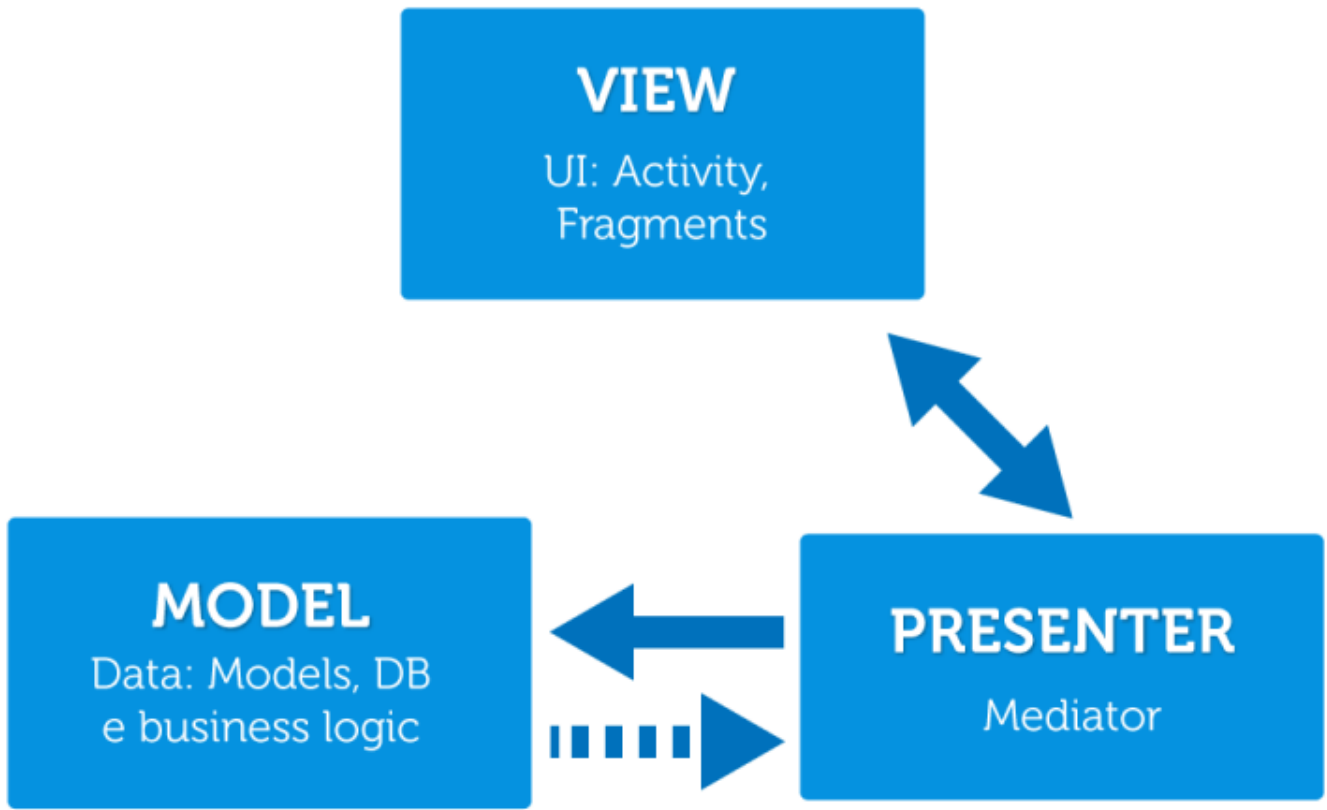 VIEW
UI: Activity,
Fragments
MODEL
Data: Models, DB
e business logic
PRESENTER
Mediator